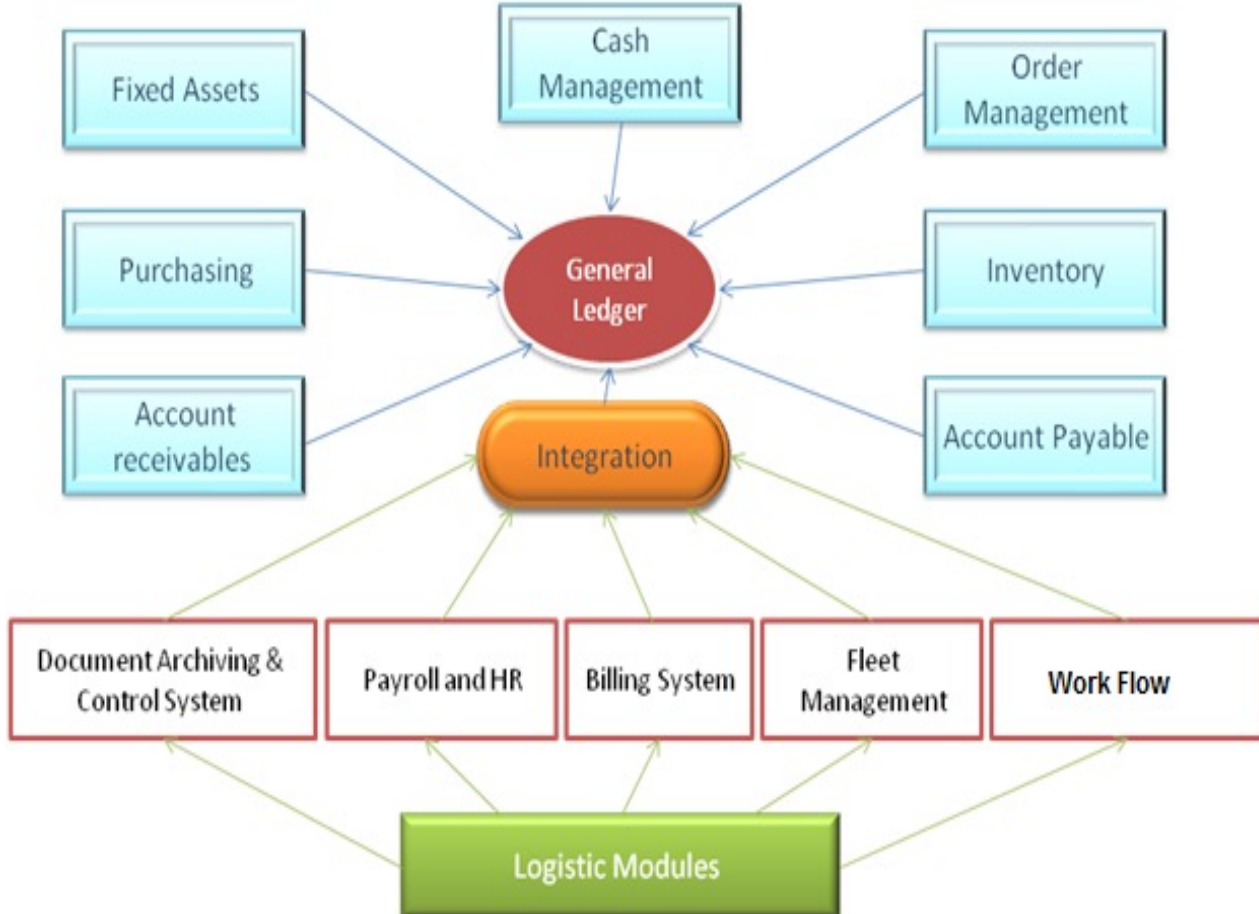 Fixed Assets
Cash
Management
Order
Management
Purchasing
General
Ledger
Inventory
Account
receivables
Integration
Account Payable
Document Archiving &
Control System
Payroll and HR
Billing System
Fleet
Management
Work Flow
Logistic Modules